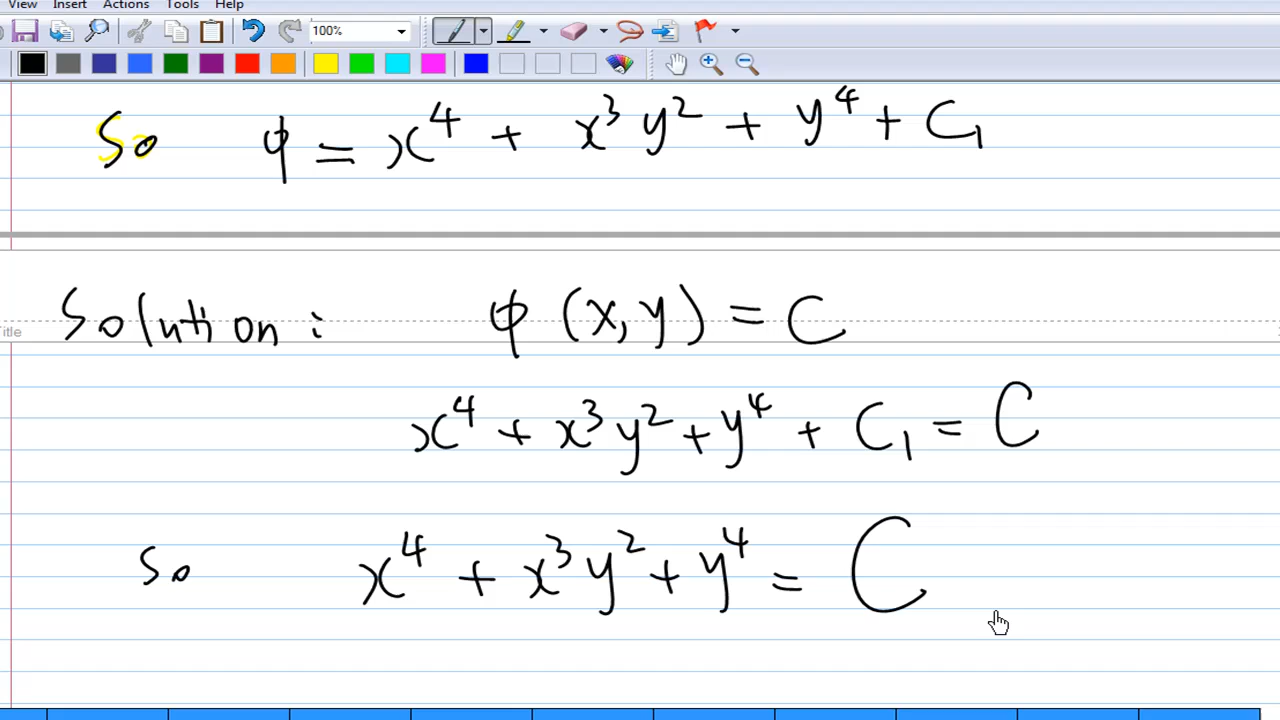 View Insert Actions Tools Help
100%
So φ = x⁴ + x³y² + y⁴ + C₁
Solution: φ(x,y) = C
Title
x⁴ + x³y² + y⁴ + C₁ = C
So x⁴ + x³y² + y⁴ = C